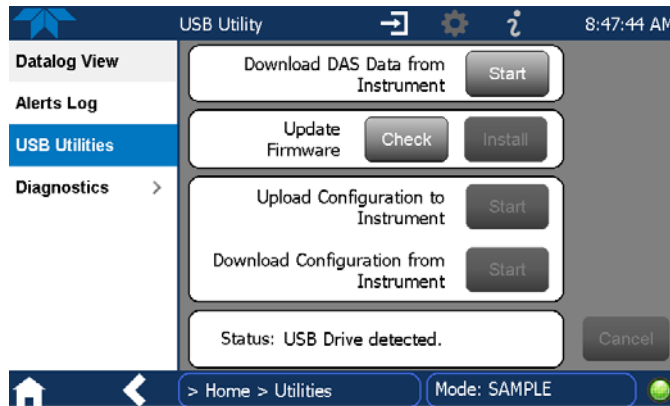 USB Utility
8:47:44 AM
Datalog View
Alerts Log
USB Utilities
Diagnostics >
Download DAS Data from
Instrument
Start
Update
Firmware
Check
Install
Upload Configuration to
Instrument
Start
Download Configuration from
Instrument
Start
Status: USB Drive detected.
Cancel
> Home > Utilities
Mode: SAMPLE